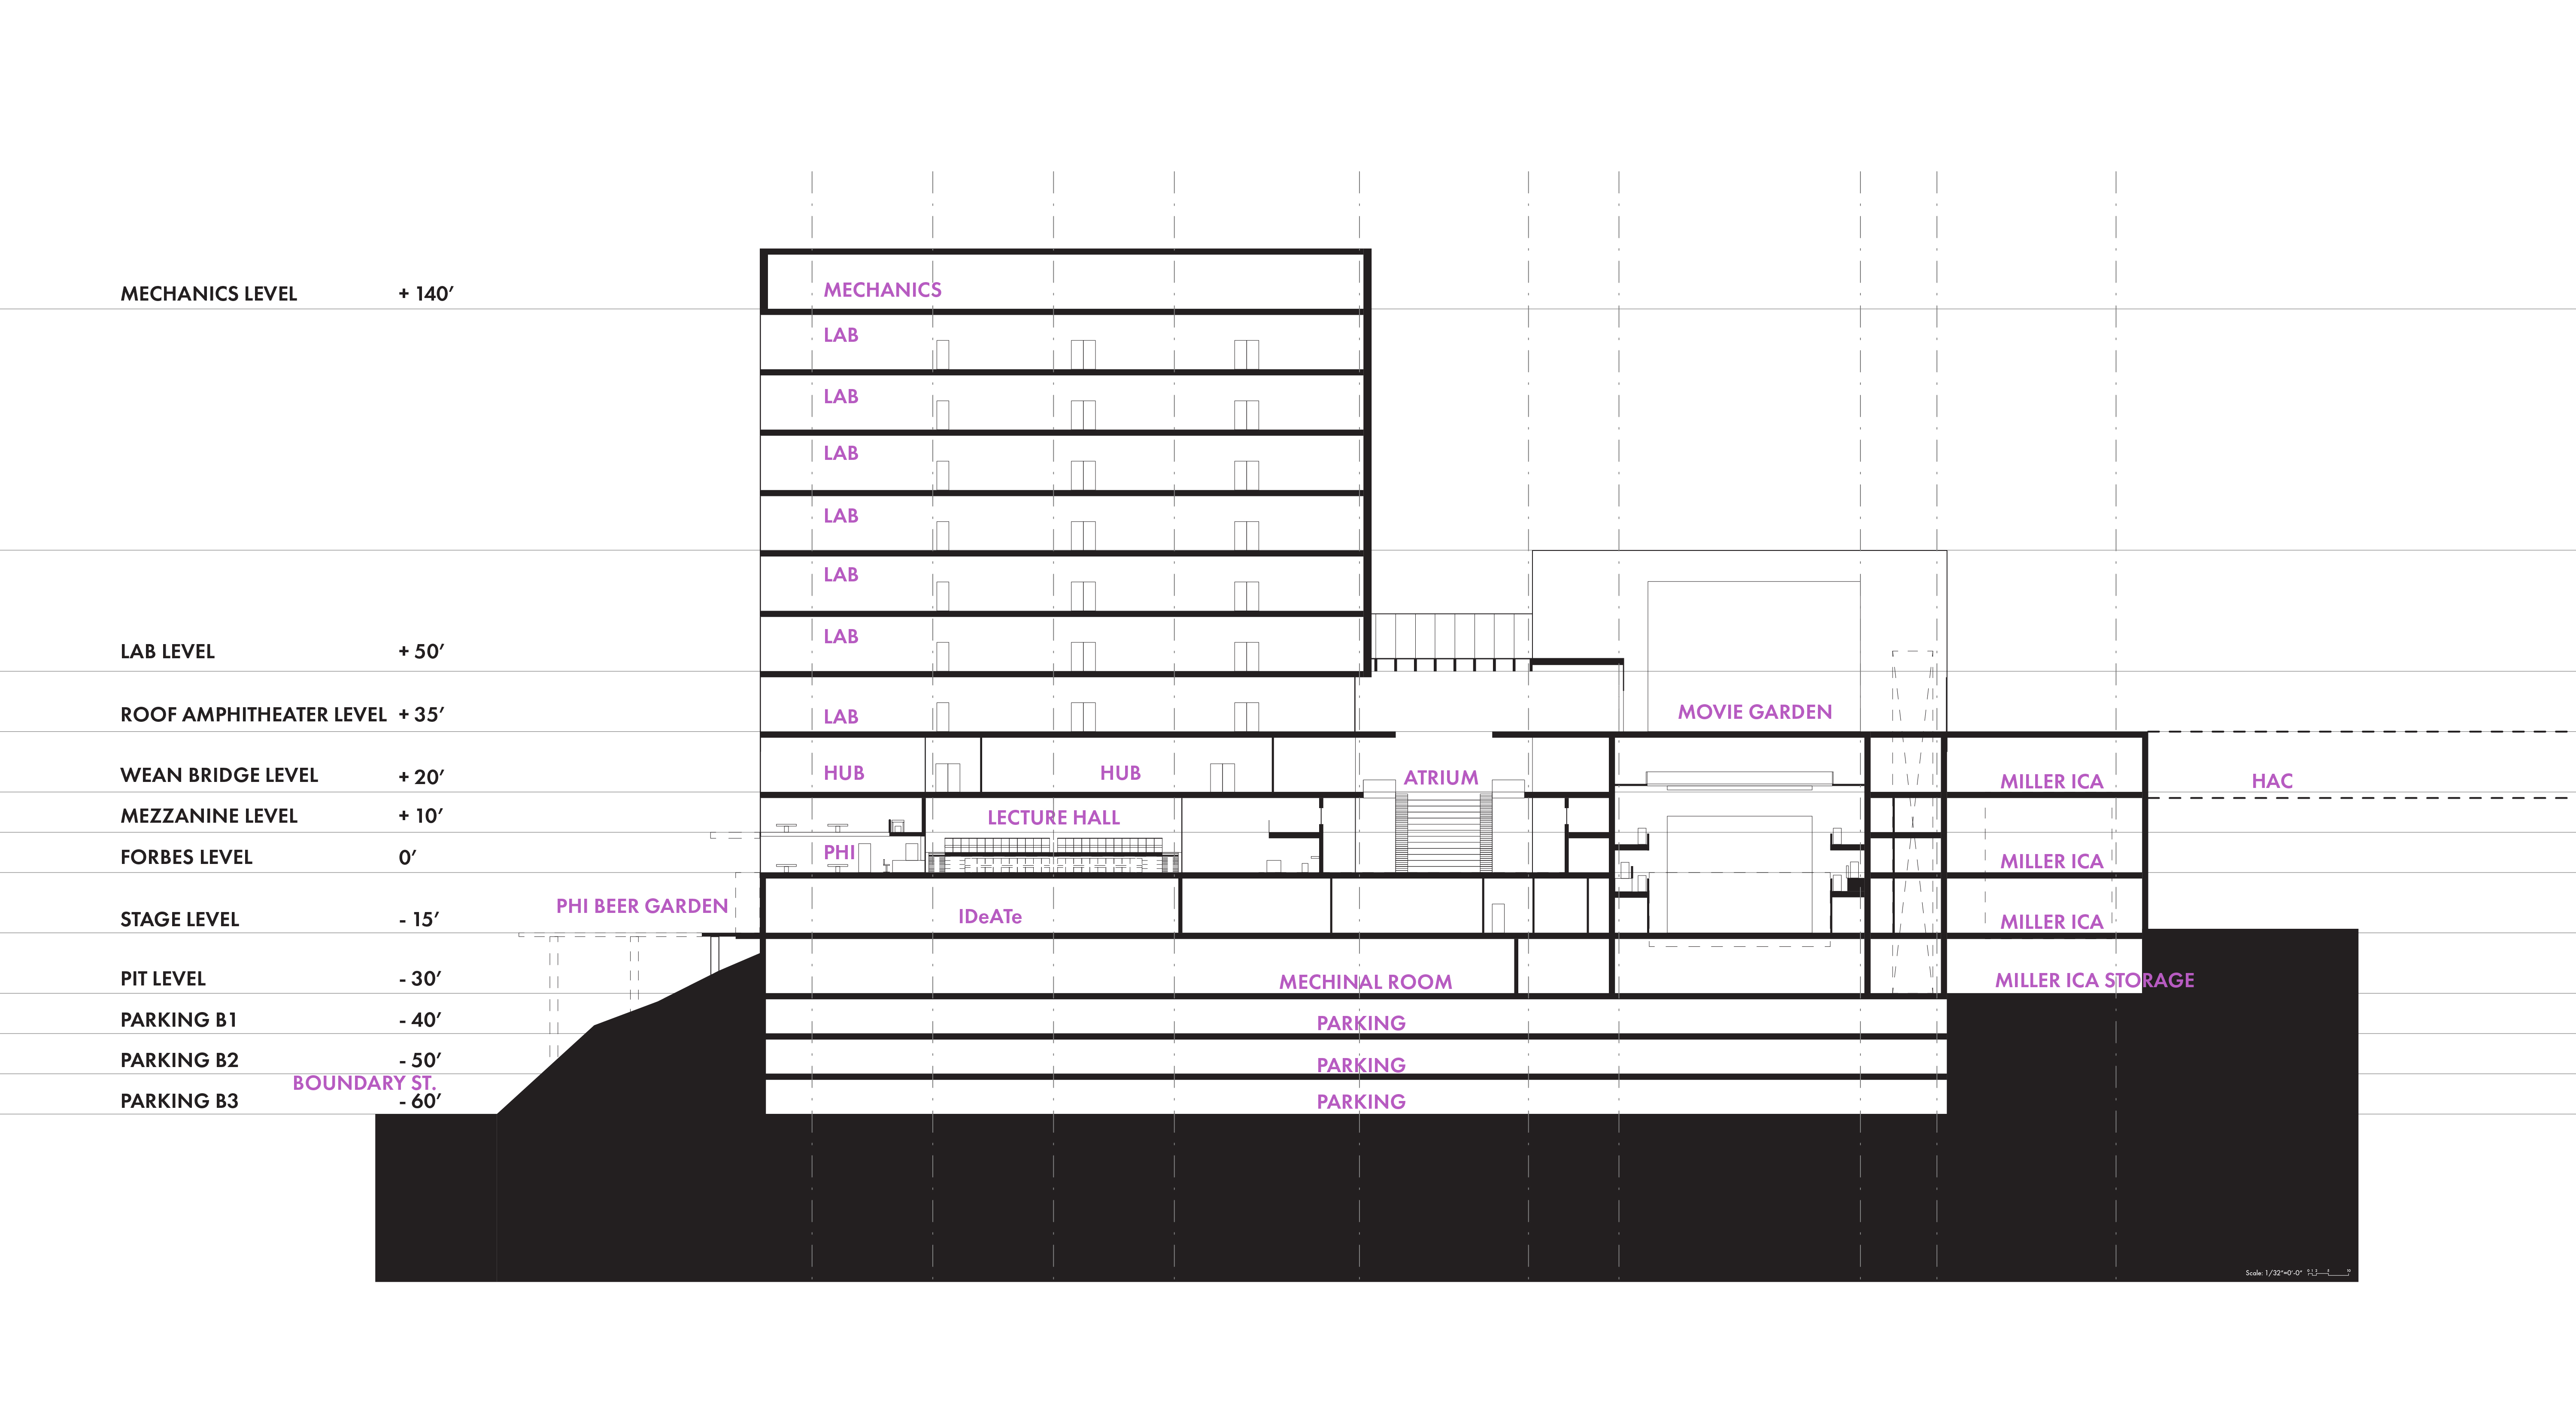 MECHANICS LEVEL + 140′
MECHANICS
LAB
LAB
LAB
LAB
LAB
LAB
LAB LEVEL + 50′
ROOF AMPHITHEATER LEVEL + 35′
LAB
MOVIE GARDEN
WEAN BRIDGE LEVEL + 20′
HUB
HUB
ATRIUM
MILLER ICA
HAC
MEZZANINE LEVEL + 10′
LECTURE HALL
FORBES LEVEL 0′
PHI
MILLER ICA
PHI BEER GARDEN
STAGE LEVEL - 15′
IDeATe
MILLER ICA
PIT LEVEL - 30′
MECHINAL ROOM
MILLER ICA STORAGE
PARKING B1 - 40′
PARKING
PARKING B2 - 50′
PARKING
BOUNDARY ST.
PARKING B3 - 60′
PARKING
Scale: 1/32"=0'-0"